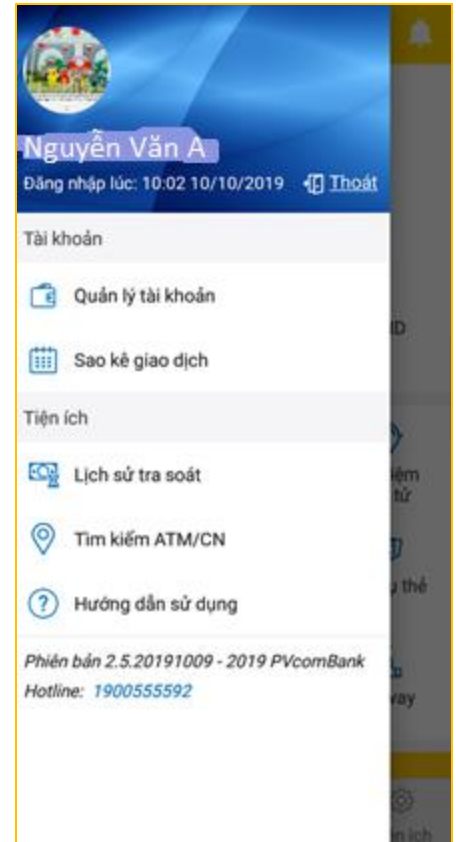 Nguyễn Văn A
Đăng nhập lúc: 10:02 10/10/2019 Thoát
Tài khoản
Quản lý tài khoản
Sao kê giao dịch
Tiện ích
Lịch sử tra soát
Tìm kiếm ATM/CN
Hướng dẫn sử dụng
Phiên bản 2.5.20191009 - 2019 PVcomBank
Hotline: 1900555592
thẻ